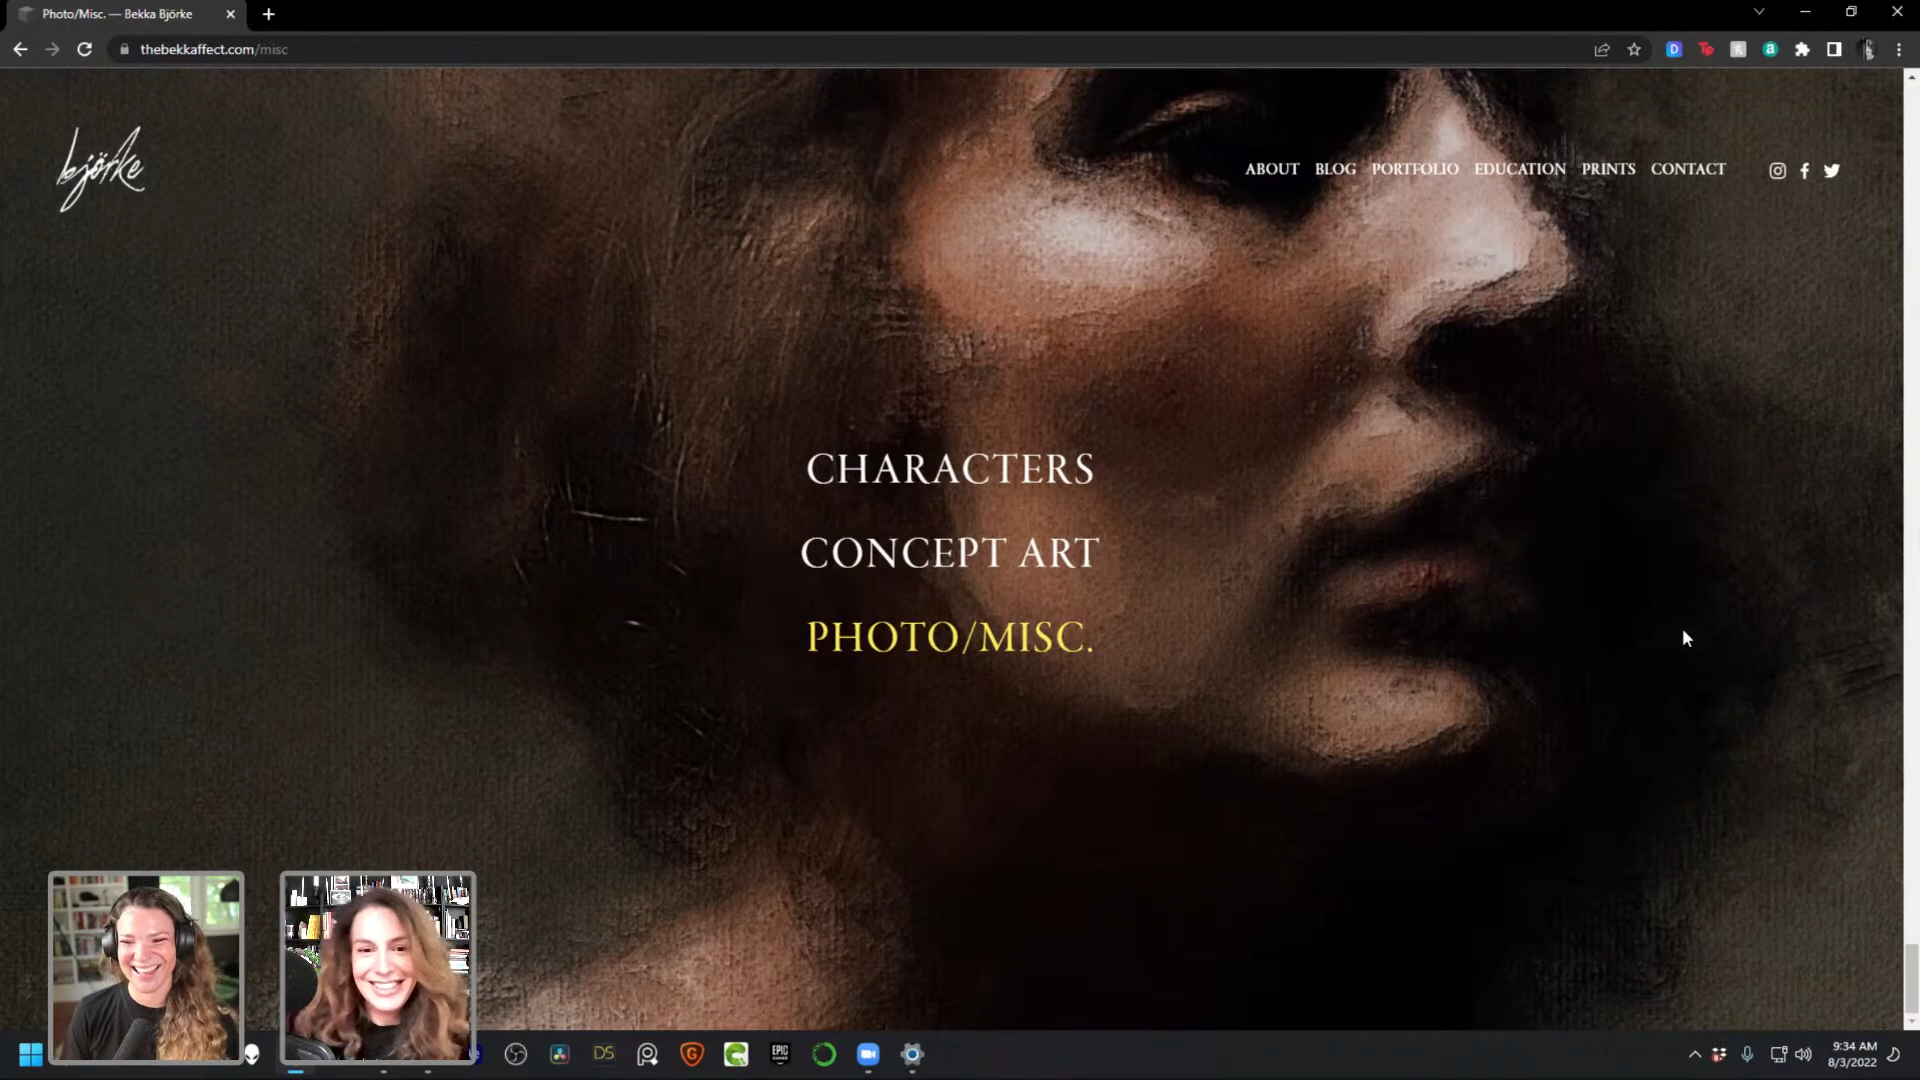 Photo/Misc. — Bekka Björke
thebekkaffect.com/misc
björke
ABOUT BLOG PORTFOLIO EDUCATION PRINTS CONTACT
CHARACTERS
CONCEPT ART
PHOTO/MISC.
DS
EPIC
9:34 AM
8/3/2022